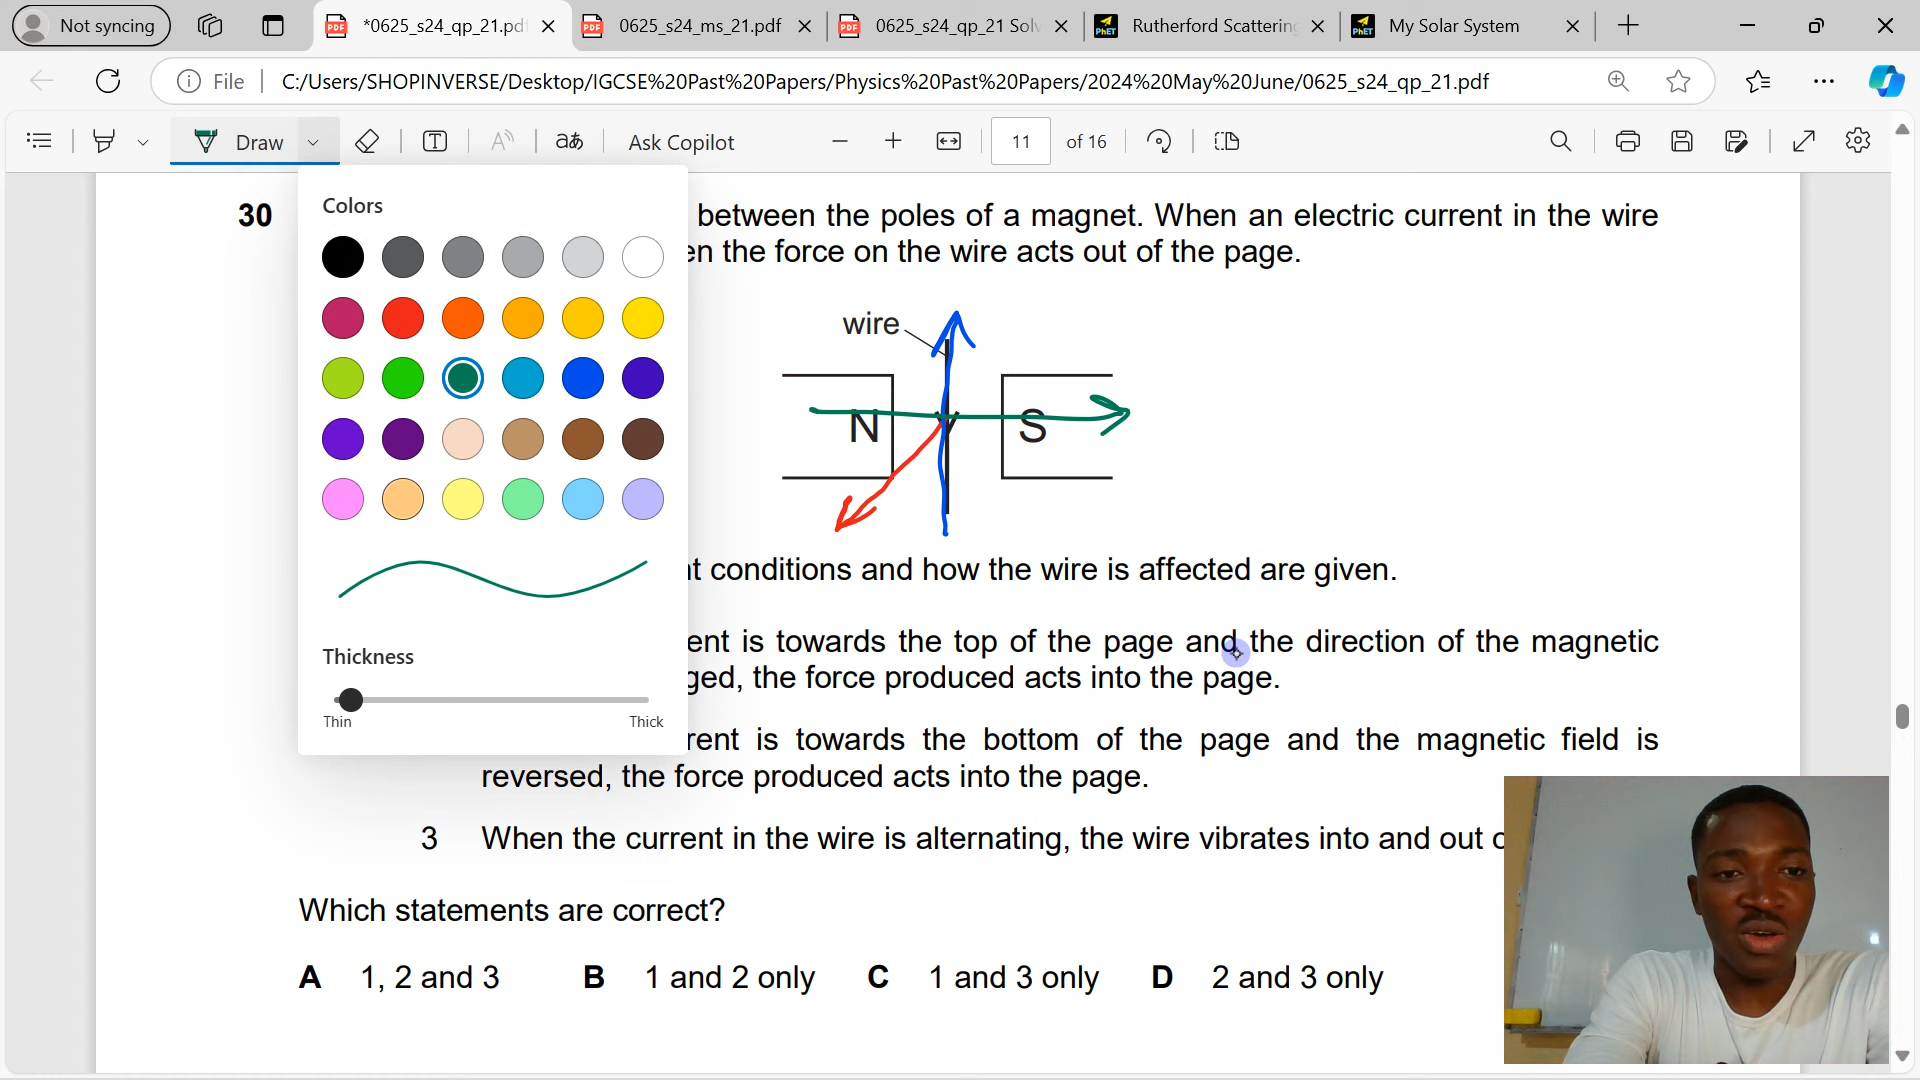 Not syncing
*0625_s24_qp_21.pdf
0625_s24_ms_21.pdf
0625_s24_qp_21 Solv
Rutherford Scattering
My Solar System
File
C:/Users/SHOPINVERSE/Desktop/IGCSE%20Past%20Papers/Physics%20Past%20Papers/2024%20May%20June/0625_s24_qp_21.pdf
Draw
Ask Copilot
11
of 16
Colors
Thickness
Thin
Thick
30
between the poles of a magnet. When an electric current in the wire
en the force on the wire acts out of the page.
wire
N
S
t conditions and how the wire is affected are given.
ent is towards the top of the page and the direction of the magnetic
ged, the force produced acts into the page.
rent is towards the bottom of the page and the magnetic field is
reversed, the force produced acts into the page.
3 When the current in the wire is alternating, the wire vibrates into and out
Which statements are correct?
A 1, 2 and 3 B 1 and 2 only C 1 and 3 only D 2 and 3 only